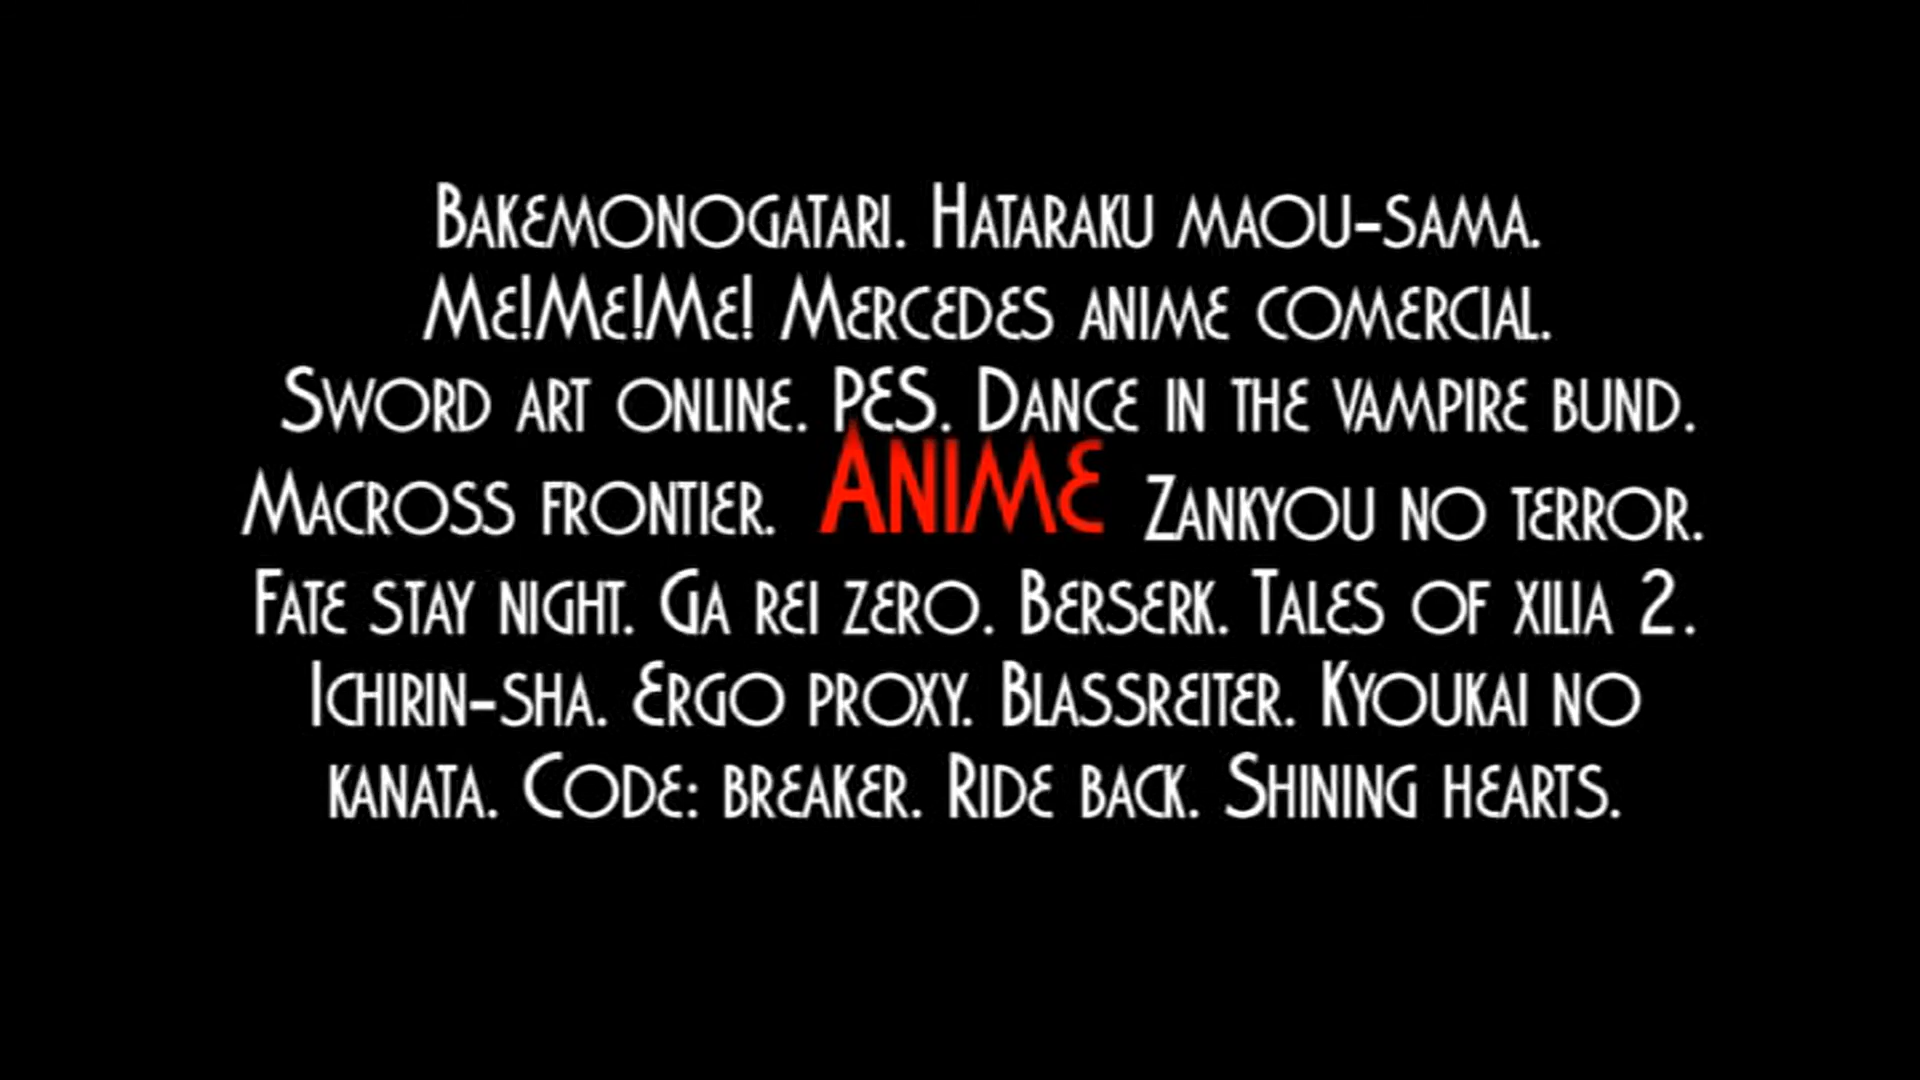 Bakemonogatari. Hataraku maou-sama.
Me!Me!Me! Mercedes anime comercial.
Sword art online. PES. Dance in the vampire bund.
Macross frontier. Anime Zankyou no terror.
Fate stay night. Ga rei zero. Berserk. Tales of xilia 2.
Ichirin-sha. Ergo proxy. Blassreiter. Kyoukai no
kanata. Code: breaker. Ride back. Shining hearts.